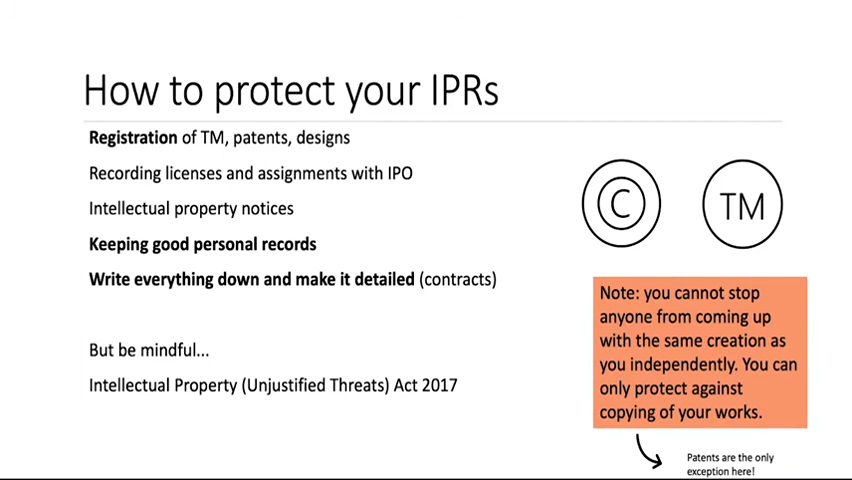 How to protect your IPRs
Registration of TM, patents, designs
Recording licenses and assignments with IPO
Intellectual property notices
Keeping good personal records
Write everything down and make it detailed (contracts)
But be mindful...
Intellectual Property (Unjustified Threats) Act 2017
C
TM
Note: you cannot stop
anyone from coming up
with the same creation as
you independently. You can
only protect against
copying of your works.
Patents are the only
exception here!